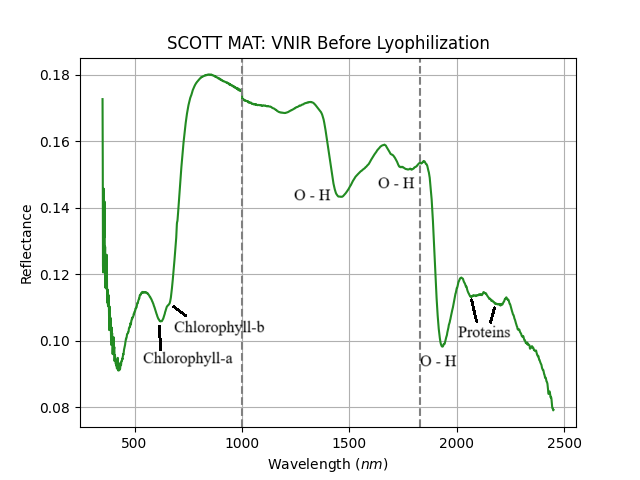 SCOTT MAT: VNIR Before Lyophilization
0.18
0.16
0.14
0.12
0.10
0.08
Reflectance
O - H
O - H
Chlorophyll-b
Chlorophyll-a
Proteins
O - H
500
1000
1500
2000
2500
Wavelength (nm)